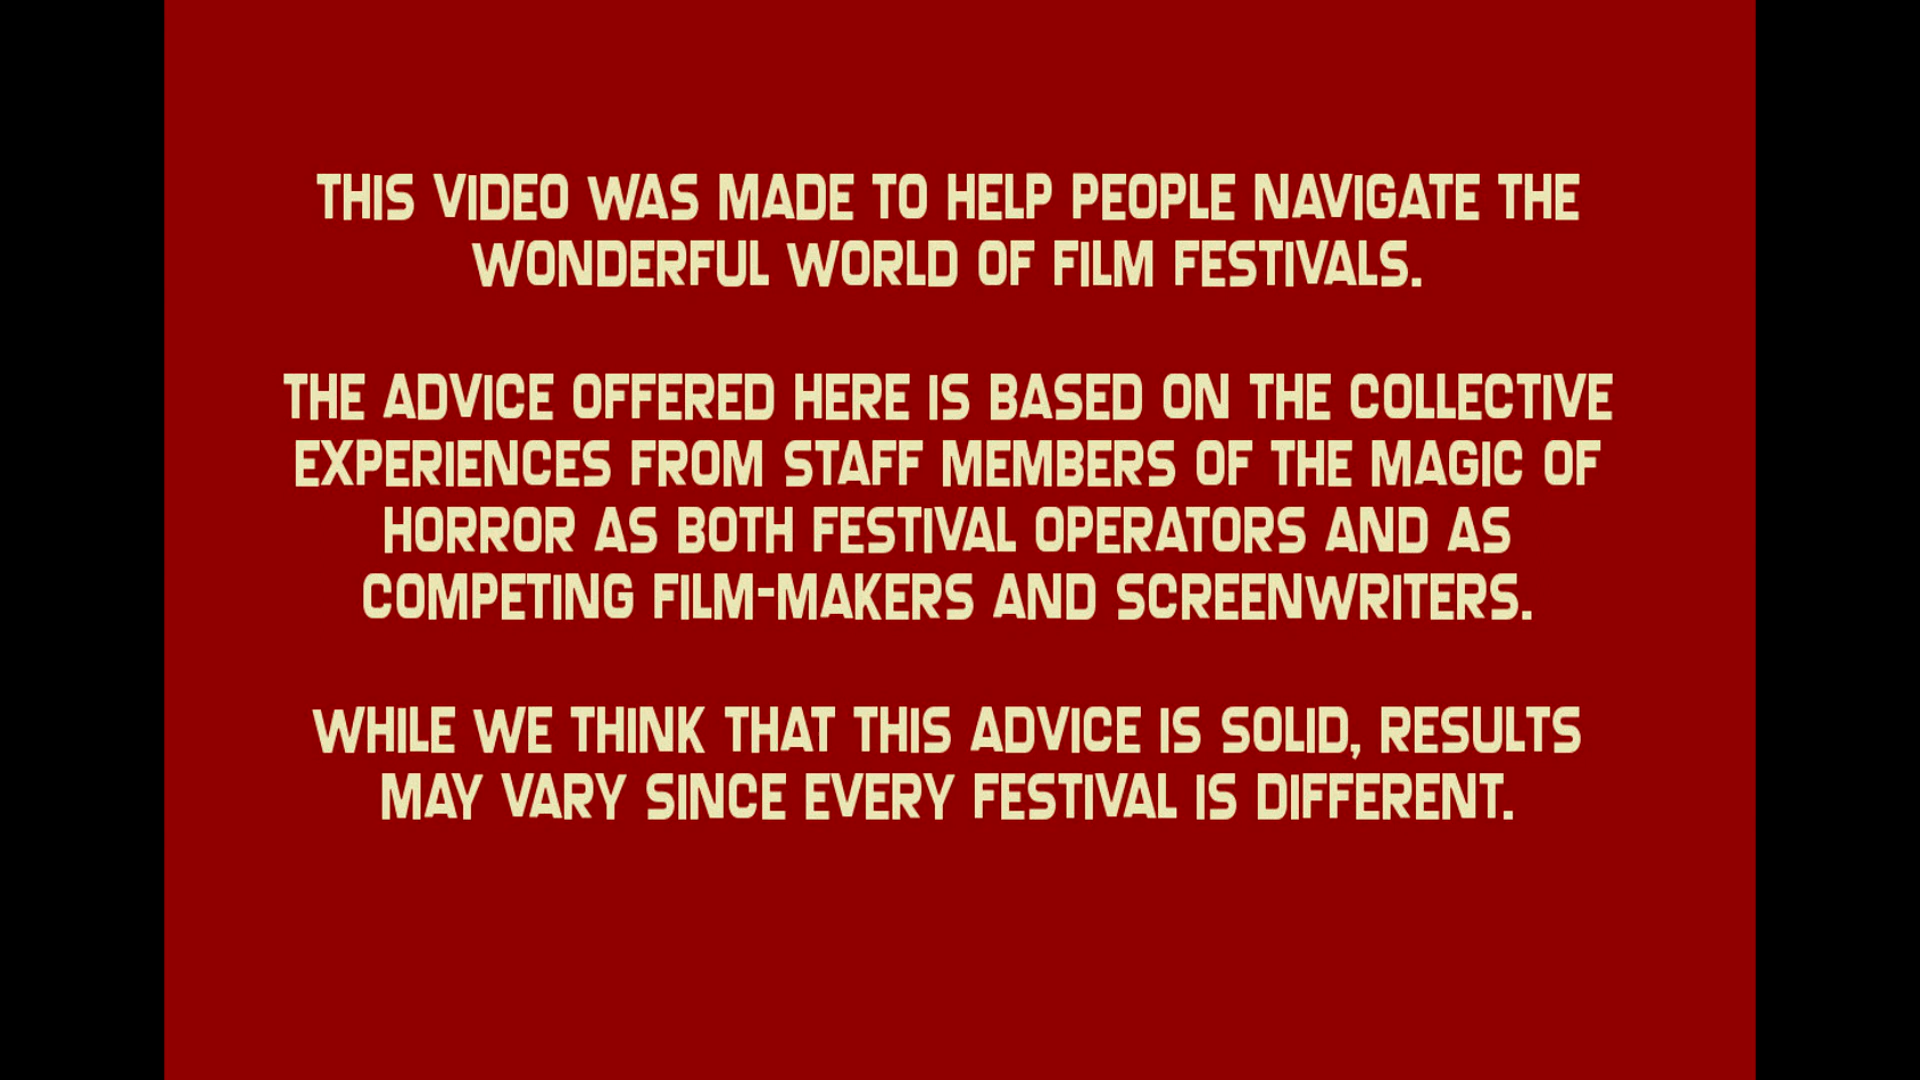 THIS VIDEO WAS MADE TO HELP PEOPLE NAVIGATE THE
WONDERFUL WORLD OF FILM FESTIVALS.
THE ADVICE OFFERED HERE IS BASED ON THE COLLECTIVE
EXPERIENCES FROM STAFF MEMBERS OF THE MAGIC OF
HORROR AS BOTH FESTIVAL OPERATORS AND AS
COMPETING FILM-MAKERS AND SCREENWRITERS.
WHILE WE THINK THAT THIS ADVICE IS SOLID, RESULTS
MAY VARY SINCE EVERY FESTIVAL IS DIFFERENT.